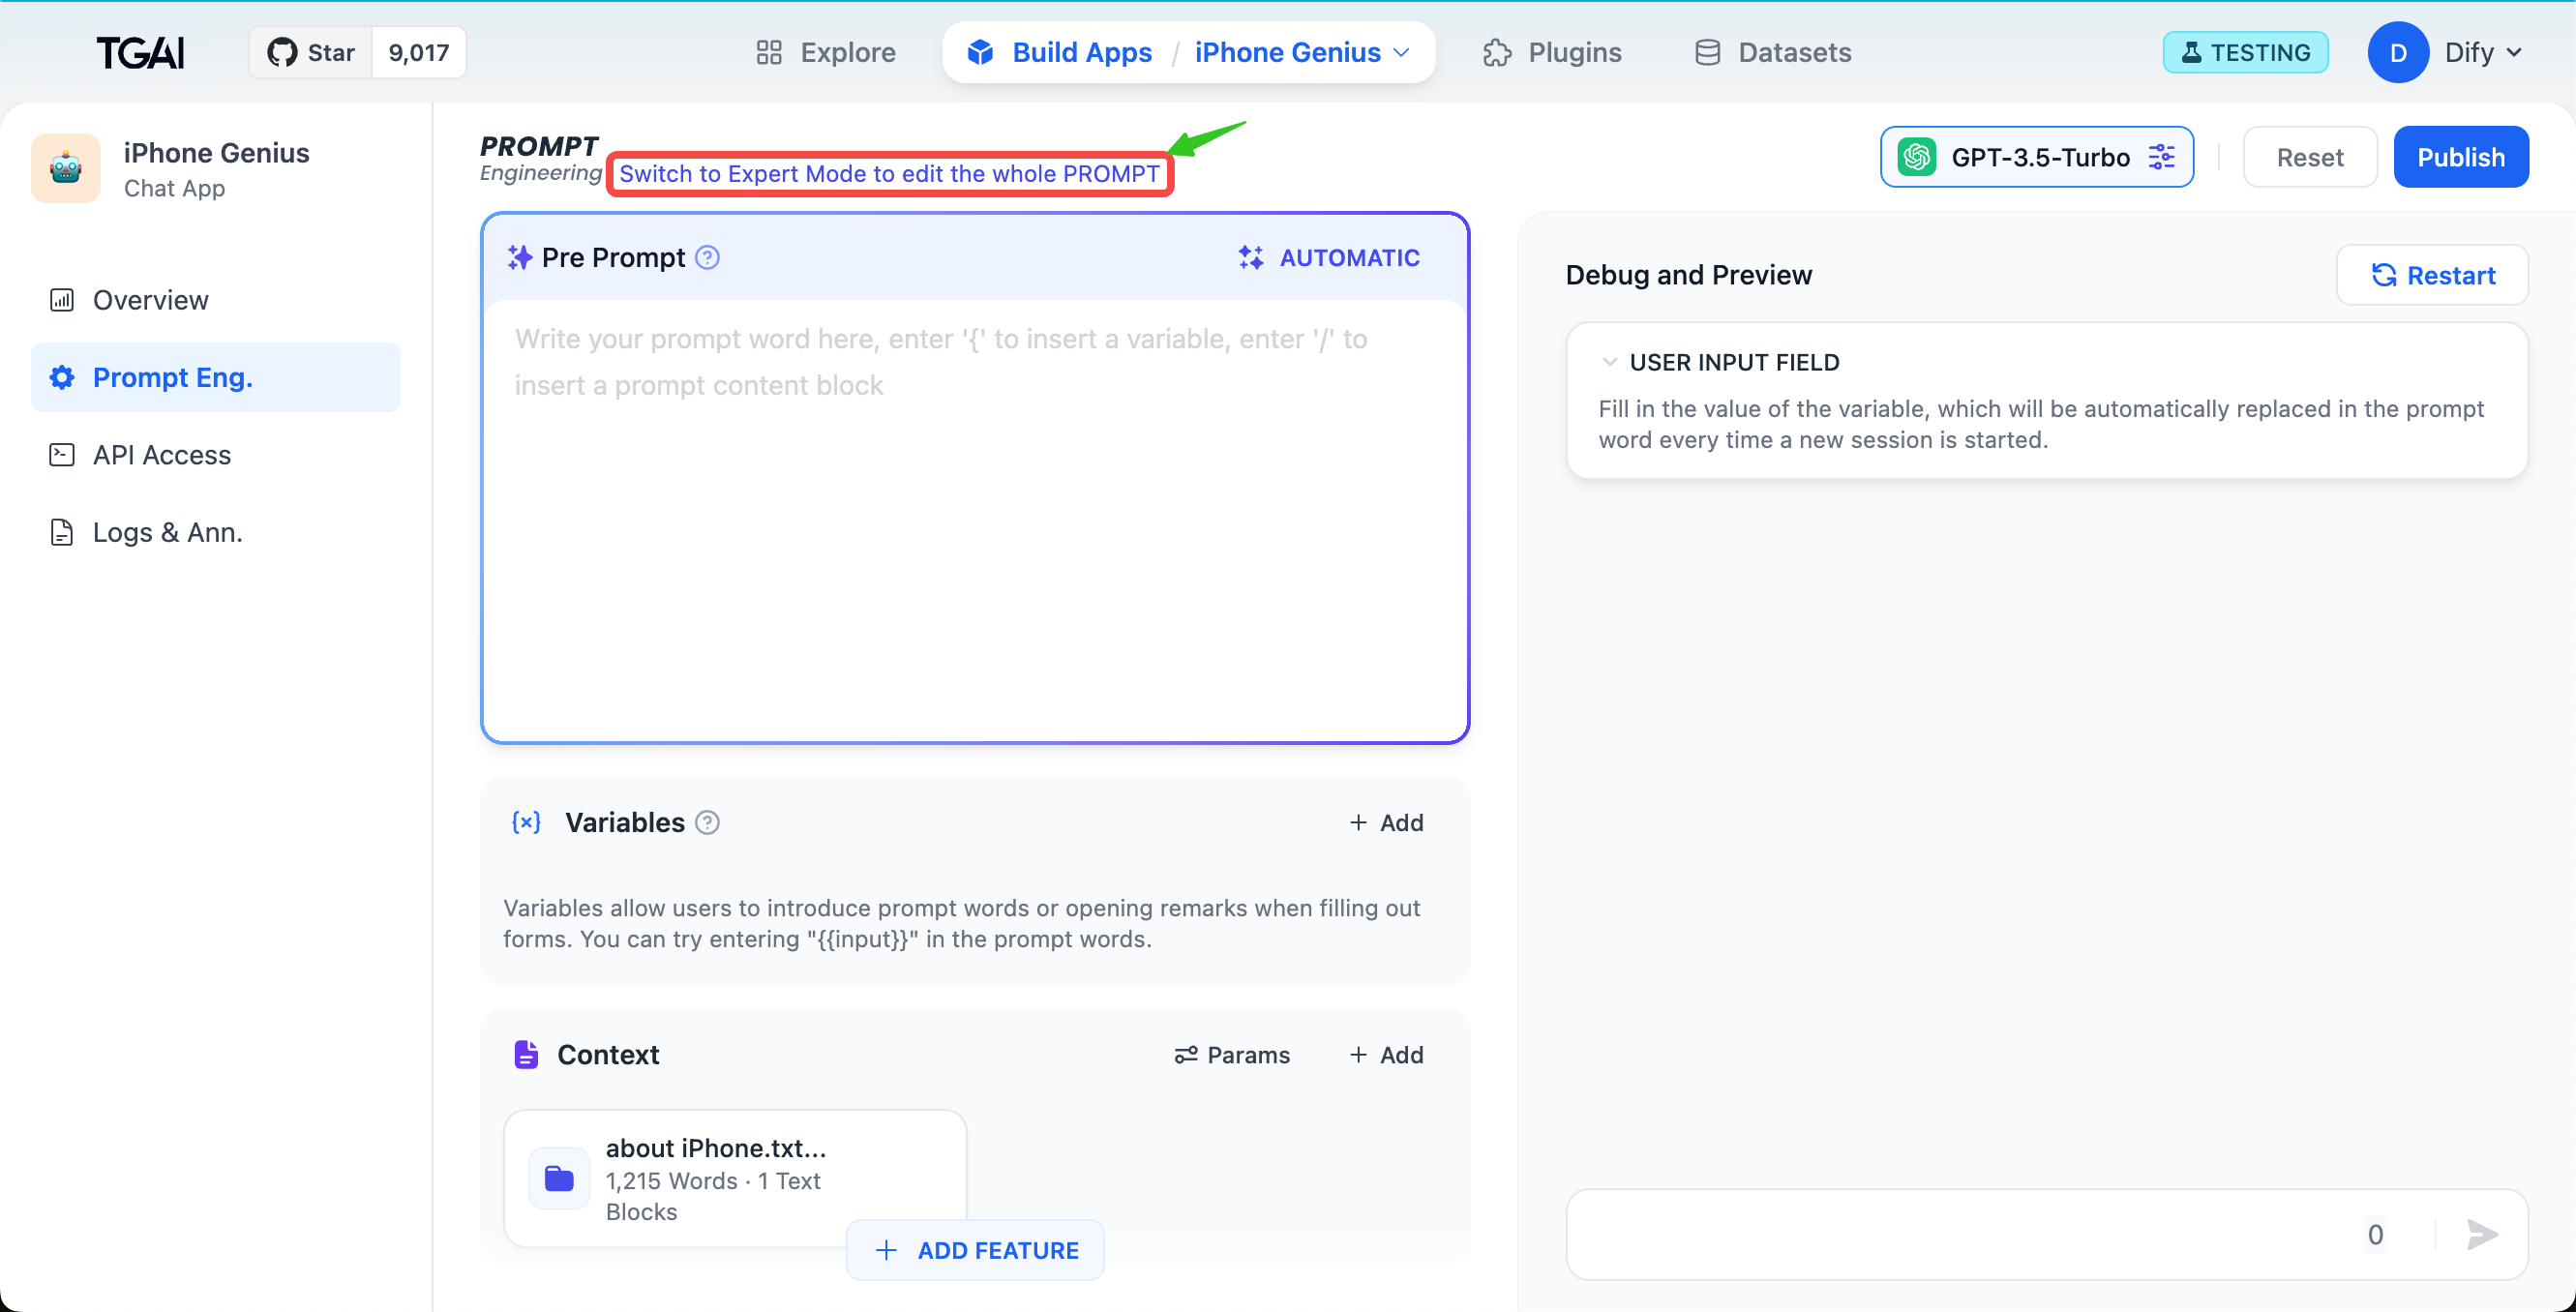 TGAI
Star 9,017
Explore
Build Apps / iPhone Genius
Plugins
Datasets
TESTING
D Dify
iPhone Genius
Chat App
Overview
Prompt Eng.
API Access
Logs & Ann.
PROMPT
Engineering
Switch to Expert Mode to edit the whole PROMPT
GPT-3.5-Turbo
Reset
Publish
Pre Prompt ?
AUTOMATIC
Write your prompt word here, enter '{' to insert a variable, enter '/' to
insert a prompt content block
{x} Variables ?
+ Add
Variables allow users to introduce prompt words or opening remarks when filling out
forms. You can try entering "{{input}}" in the prompt words.
Context
Params
+ Add
about iPhone.txt...
1,215 Words · 1 Text
Blocks
+ ADD FEATURE
Debug and Preview
Restart
USER INPUT FIELD
Fill in the value of the variable, which will be automatically replaced in the prompt
word every time a new session is started.
0